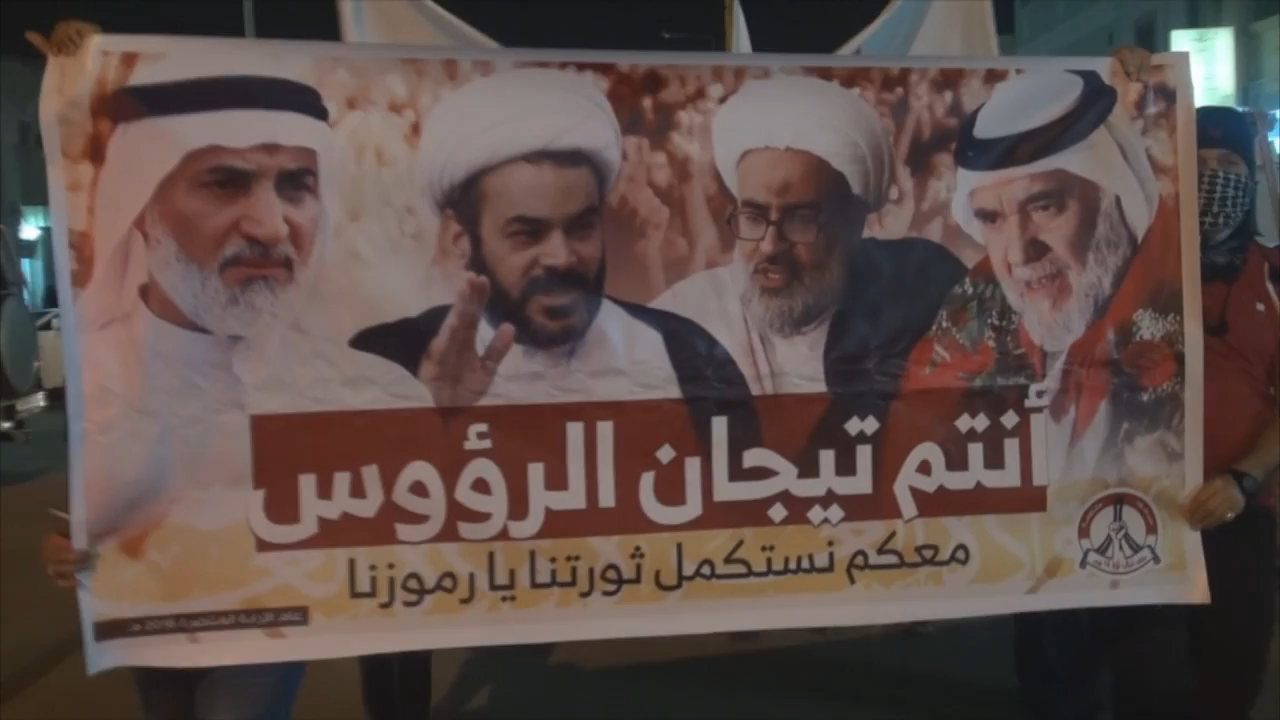 أنتم تيجان الرؤوس
معكم نستكمل ثورتنا يا رموزنا